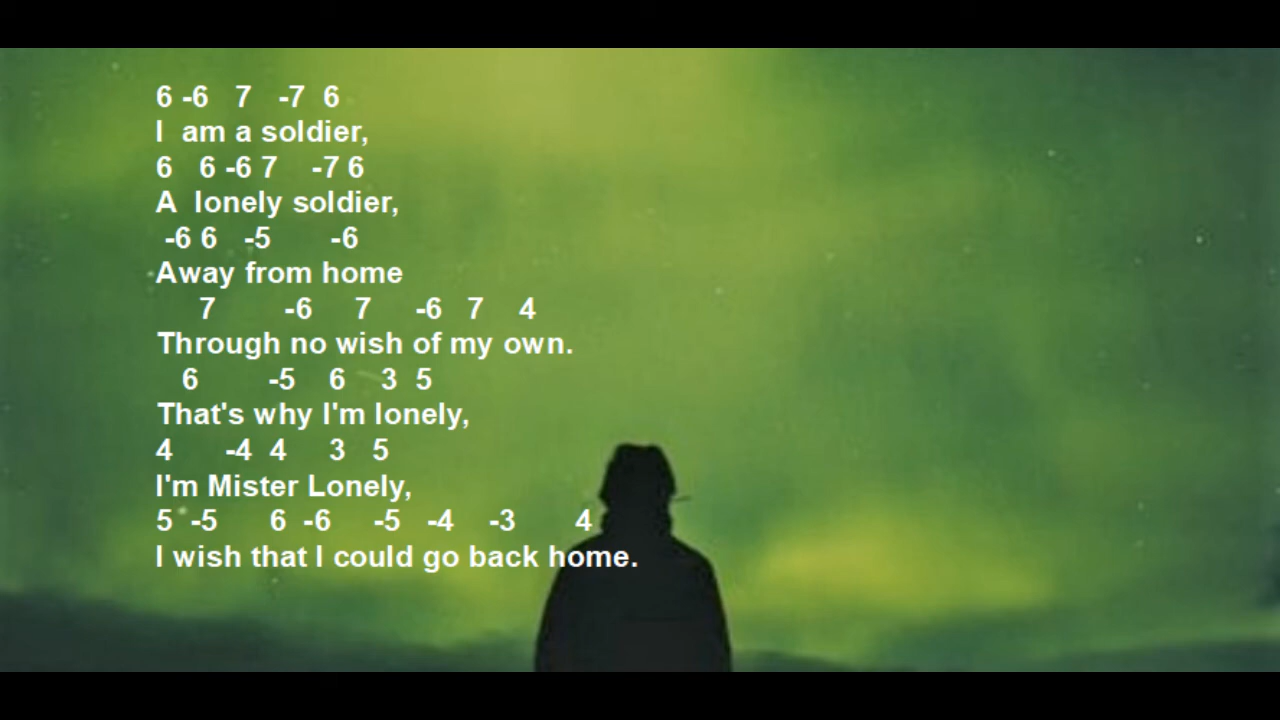 6 -6 7 -7 6
I am a soldier,
6 6 -6 7 -7 6
A lonely soldier,
-6 6 -5 -6
Away from home
7 -6 7 -6 7 4
Through no wish of my own.
6 -5 6 3 5
That's why I'm lonely,
4 -4 4 3 5
I'm Mister Lonely,
5 -5 6 -6 -5 -4 -3 4
I wish that I could go back home.